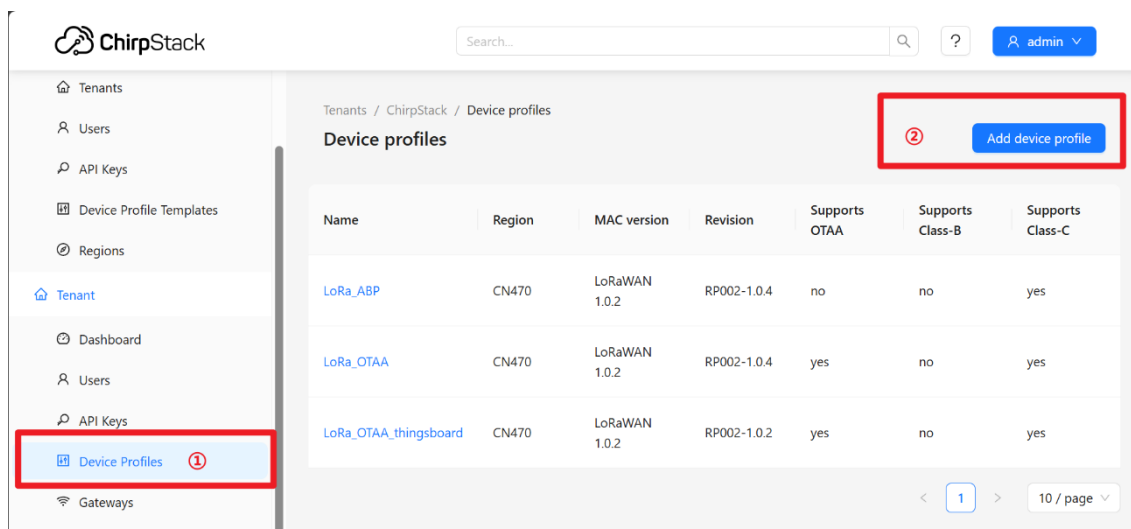 ChirpStack
Search...
?
admin
Tenants
Users
API Keys
Device Profile Templates
Regions
Tenant
Dashboard
Users
API Keys
Device Profiles ①
Gateways
Tenants / ChirpStack / Device profiles
Device profiles
② Add device profile
Name Region MAC version Revision Supports OTAA Supports Class-B Supports Class-C
LoRa_ABP CN470 LoRaWAN 1.0.2 RP002-1.0.4 no no yes
LoRa_OTAA CN470 LoRaWAN 1.0.2 RP002-1.0.4 yes no yes
LoRa_OTAA_thingsboard CN470 LoRaWAN 1.0.2 RP002-1.0.2 yes no yes
< 1 > 10 / page